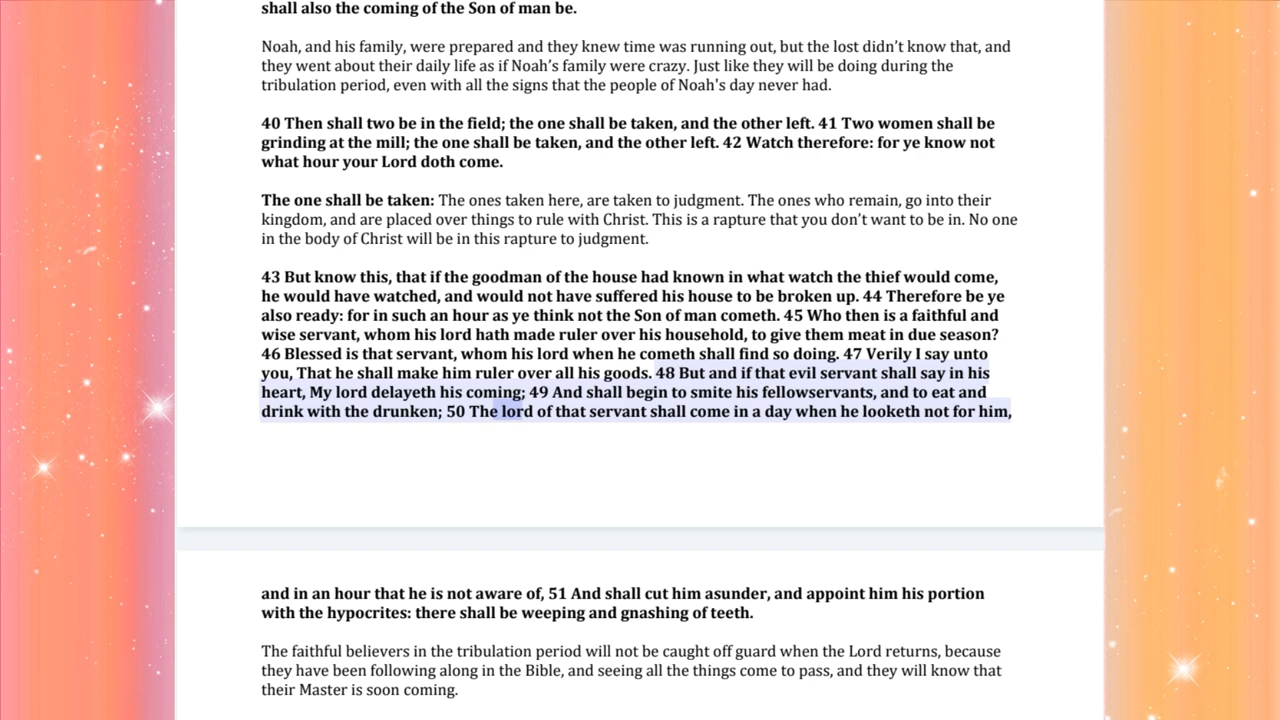 shall also the coming of the Son of man be.
Noah, and his family, were prepared and they knew time was running out, but the lost didn’t know that, and
they went about their daily life as if Noah’s family were crazy. Just like they will be doing during the
tribulation period, even with all the signs that the people of Noah's day never had.
40 Then shall two be in the field; the one shall be taken, and the other left. 41 Two women shall be
grinding at the mill; the one shall be taken, and the other left. 42 Watch therefore: for ye know not
what hour your Lord doth come.
The one shall be taken: The ones taken here, are taken to judgment. The ones who remain, go into their
kingdom, and are placed over things to rule with Christ. This is a rapture that you don’t want to be in. No one
in the body of Christ will be in this rapture to judgment.
43 But know this, that if the goodman of the house had known in what watch the thief would come,
he would have watched, and would not have suffered his house to be broken up. 44 Therefore be ye
also ready: for in such an hour as ye think not the Son of man cometh. 45 Who then is a faithful and
wise servant, whom his lord hath made ruler over his household, to give them meat in due season?
46 Blessed is that servant, whom his lord when he cometh shall find so doing. 47 Verily I say unto
you, That he shall make him ruler over all his goods. 48 But and if that evil servant shall say in his
heart, My lord delayeth his coming; 49 And shall begin to smite his fellowservants, and to eat and
drink with the drunken; 50 The lord of that servant shall come in a day when he looketh not for him,
and in an hour that he is not aware of, 51 And shall cut him asunder, and appoint him his portion
with the hypocrites: there shall be weeping and gnashing of teeth.
The faithful believers in the tribulation period will not be caught off guard when the Lord returns, because
they have been following along in the Bible, and seeing all the things come to pass, and they will know that
their Master is soon coming.